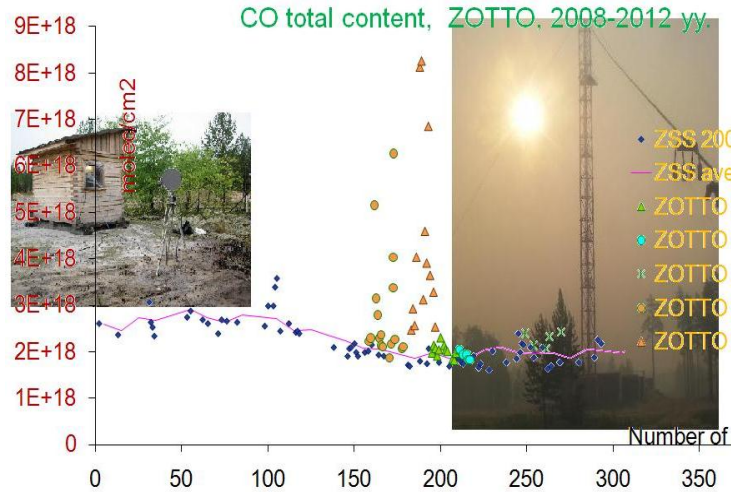 CO total content, ZOTTO, 2008-2012 yy.
9E+18
8E+18
7E+18
6E+18
5E+18
4E+18
3E+18
2E+18
1E+18
0
molec/cm2
ZSS 200
ZSS ave
ZOTTO
ZOTTO
ZOTTO
ZOTTO
ZOTTO
Number of
0
50
100
150
200
250
300
350